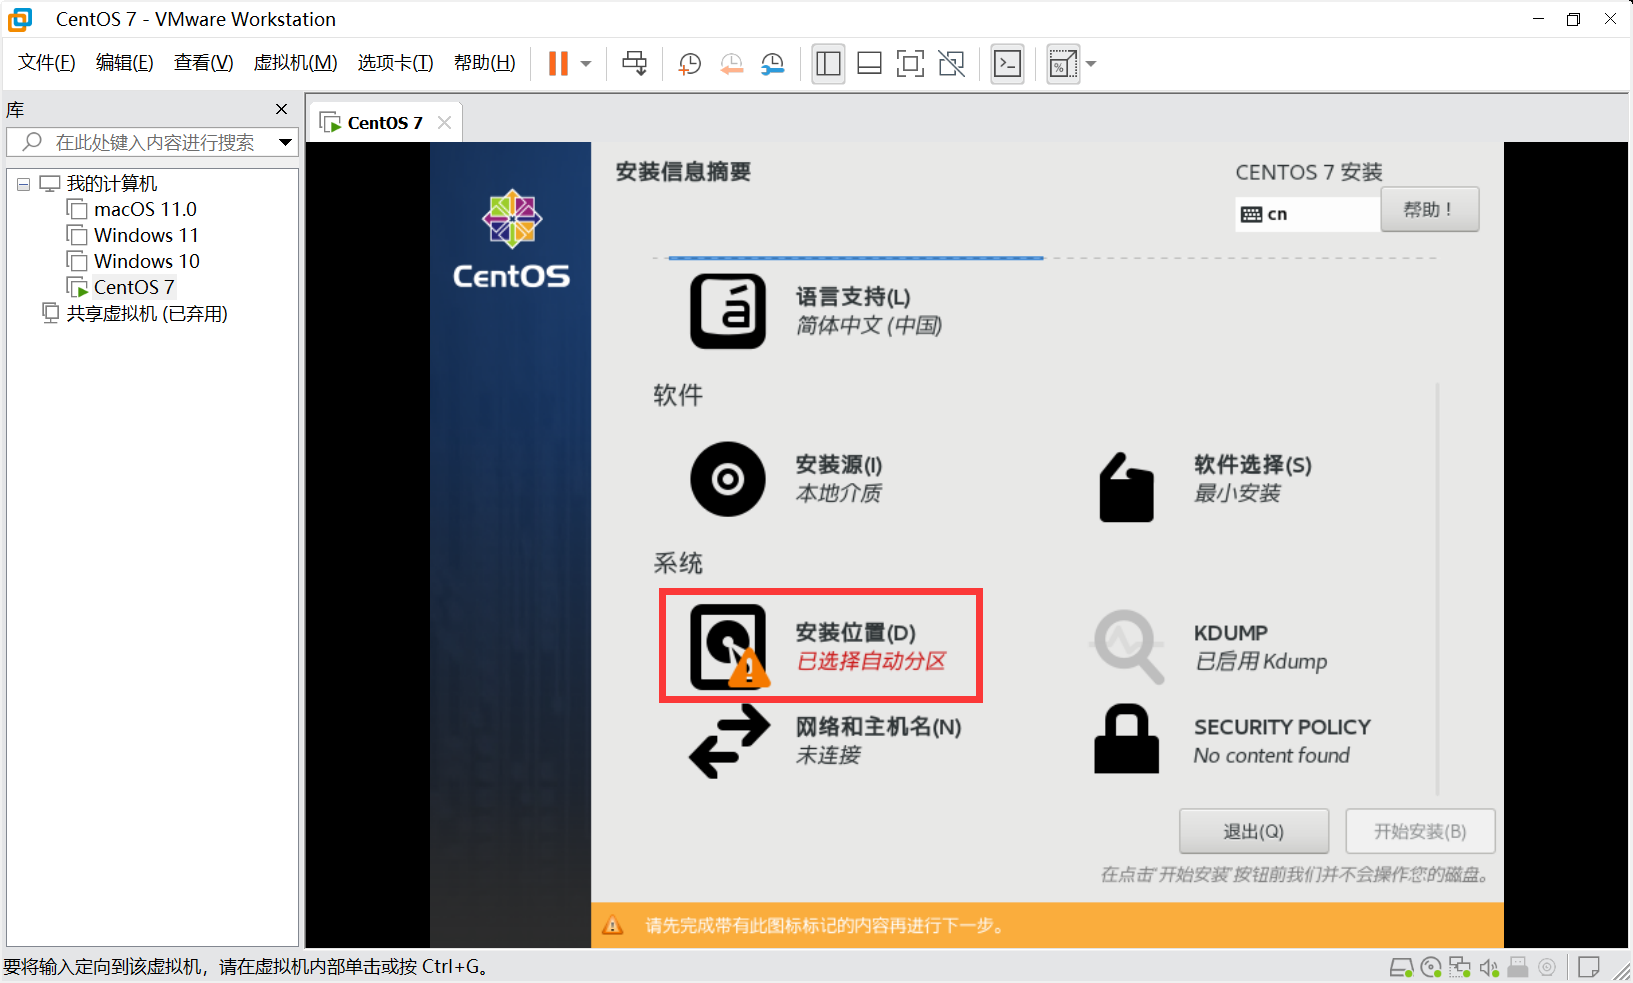 CentOS 7 - VMware Workstation
文件(F) 编辑(E) 查看(V) 虚拟机(M) 选项卡(T) 帮助(H)
库
在此处键入内容进行搜索
我的计算机
macOS 11.0
Windows 11
Windows 10
CentOS 7
共享虚拟机 (已弃用)
CentOS 7
CentOS
安装信息摘要
CENTOS 7 安装
cn
帮助！
语言支持(L)
简体中文 (中国)
软件
安装源(I)
本地介质
软件选择(S)
最小安装
系统
安装位置(D)
已选择自动分区
KDUMP
已启用 Kdump
网络和主机名(N)
未连接
SECURITY POLICY
No content found
退出(Q)
开始安装(B)
在点击“开始安装”按钮前我们并不会操作您的磁盘。
请先完成带有此图标标记的内容再进行下一步。
要将输入定向到该虚拟机，请在虚拟机内部单击或按 Ctrl+G。